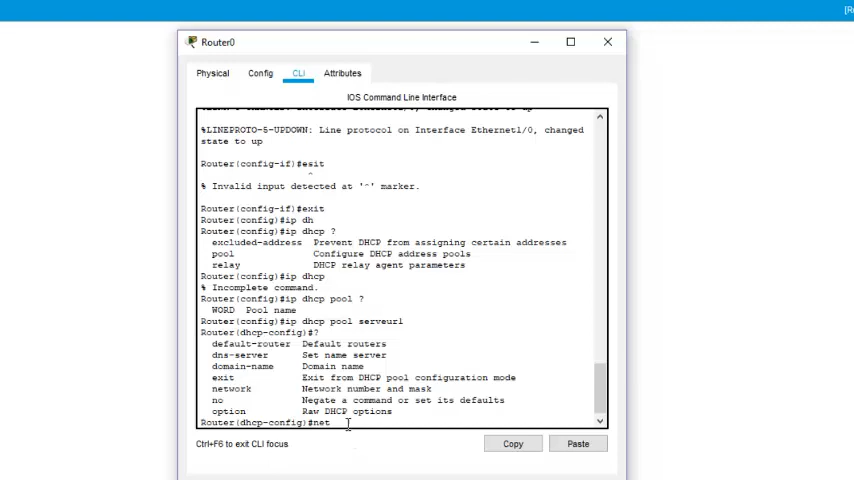 [R
Router0
Physical Config CLI Attributes
IOS Command Line Interface
%LINEPROTO-5-UPDOWN: Line protocol on Interface Ethernet1/0, changed
state to up
Router(config-if)#esit
^
% Invalid input detected at '^' marker.
Router(config-if)#exit
Router(config)#ip dh
Router(config)#ip dhcp ?
excluded-address Prevent DHCP from assigning certain addresses
pool Configure DHCP address pools
relay DHCP relay agent parameters
Router(config)#ip dhcp
% Incomplete command.
Router(config)#ip dhcp pool ?
WORD Pool name
Router(config)#ip dhcp pool serveur1
Router(dhcp-config)#?
default-router Default routers
dns-server Set name server
domain-name Domain name
exit Exit from DHCP pool configuration mode
network Network number and mask
no Negate a command or set its defaults
option Raw DHCP options
Router(dhcp-config)#net
Ctrl+F6 to exit CLI focus
Copy Paste